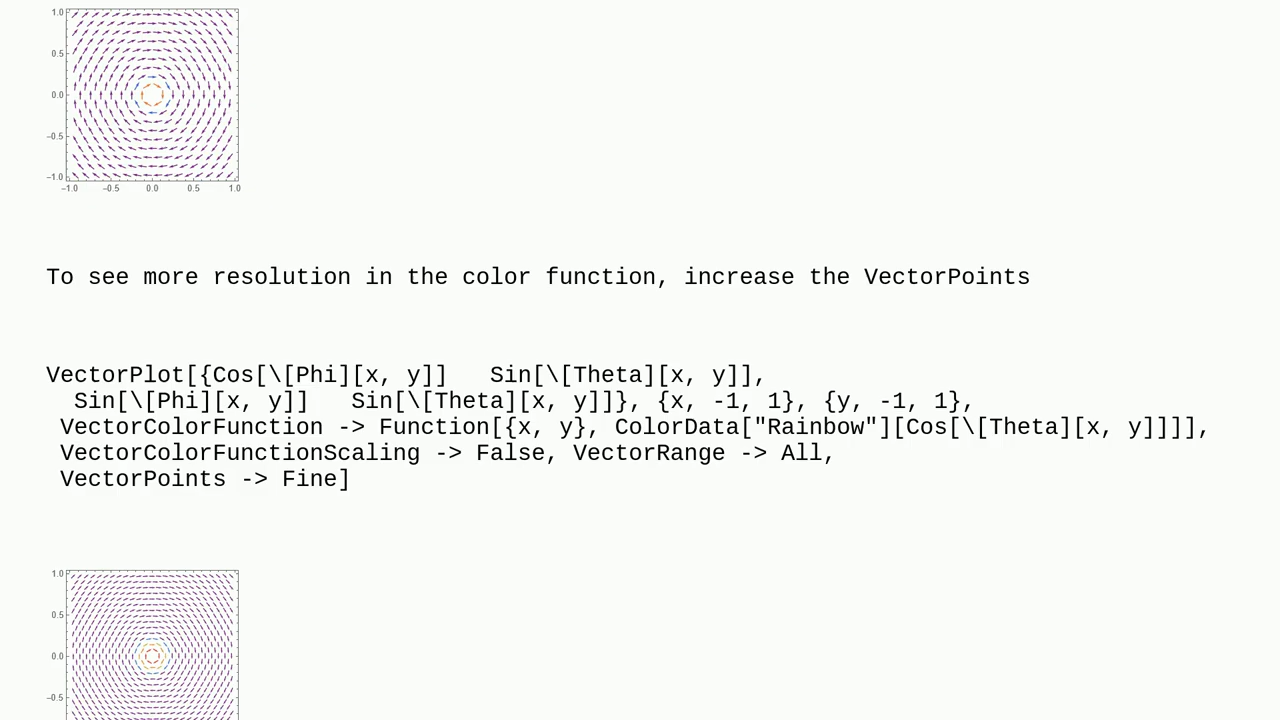 1.0
0.5
0.0
−0.5
−1.0
−1.0 −0.5 0.0 0.5 1.0
To see more resolution in the color function, increase the VectorPoints
VectorPlot[{Cos[\[Phi][x, y]]   Sin[\[Theta][x, y]],
  Sin[\[Phi][x, y]]   Sin[\[Theta][x, y]]}, {x, -1, 1}, {y, -1, 1},
 VectorColorFunction -> Function[{x, y}, ColorData["Rainbow"][Cos[\[Theta][x, y]]]],
 VectorColorFunctionScaling -> False, VectorRange -> All,
 VectorPoints -> Fine]
1.0
0.5
0.0
−0.5